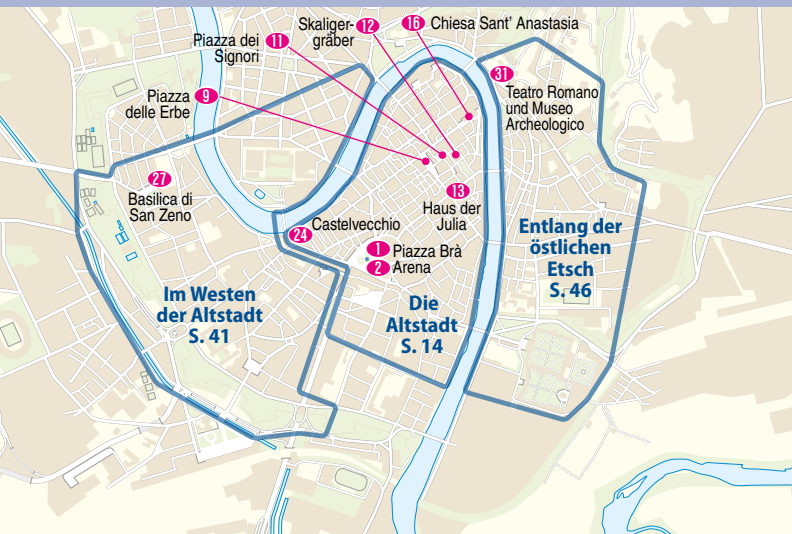 11
Piazza dei
Signori
Skaliger-
gräber
12
16
Chiesa Sant' Anastasia
9
Piazza
delle Erbe
31
Teatro Romano
und Museo
Archeologico
27
Basilica di
San Zeno
13
Haus der
Julia
24
Castelvecchio
1
Piazza Brà
2
Arena
Entlang der
östlichen
Etsch
S. 46
Im Westen
der Altstadt
S. 41
Die
Altstadt
S. 14